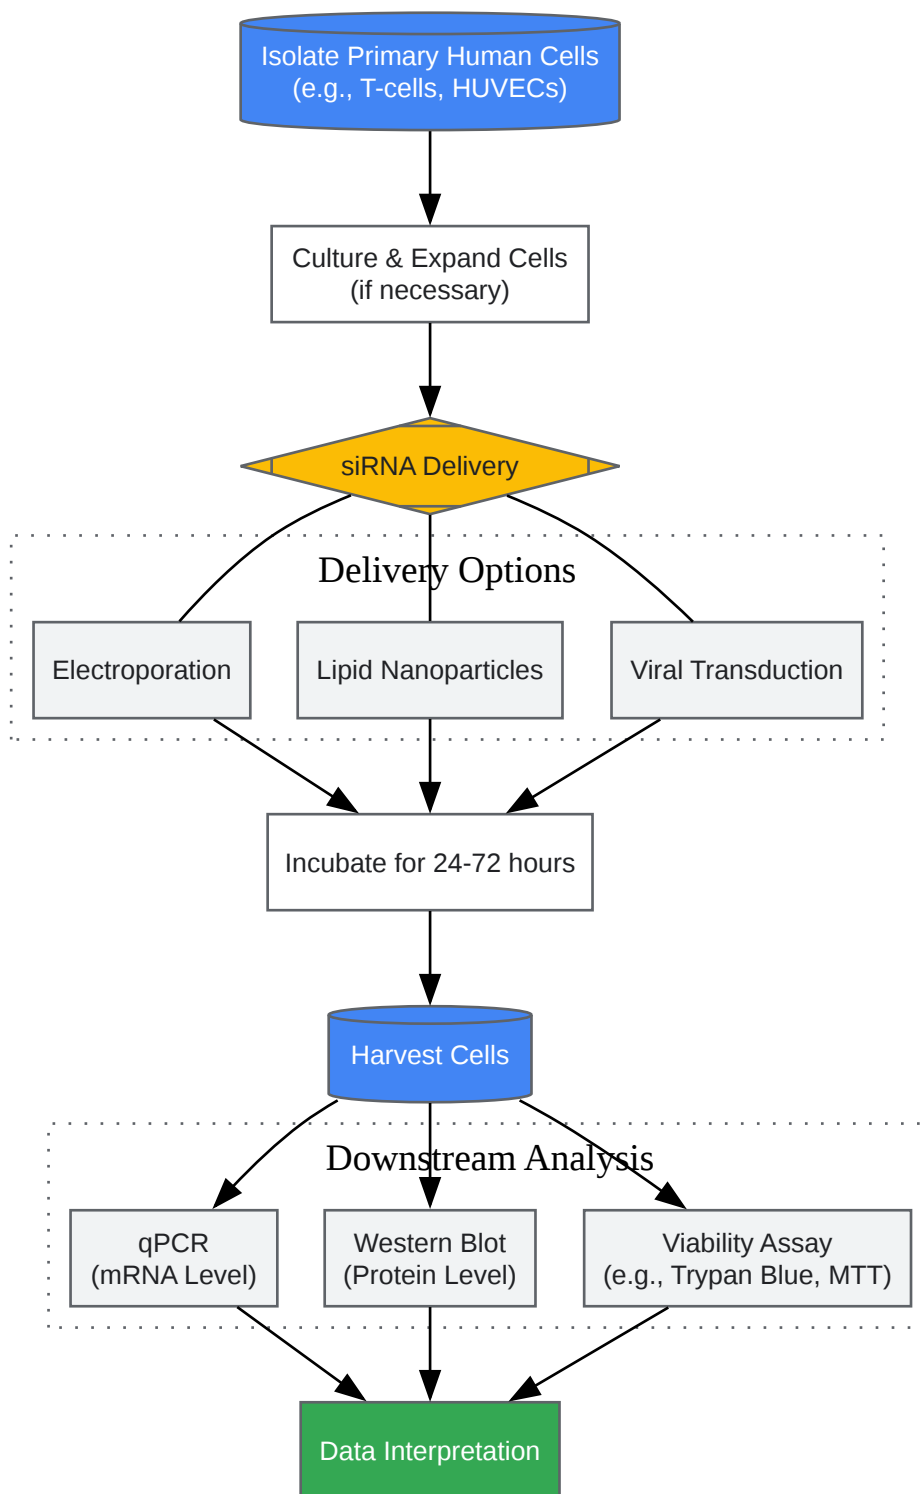 Isolate Primary Human Cells
(e.g., T-cells, HUVECs)
Culture & Expand Cells
(if necessary)
siRNA Delivery
Delivery Options
Electroporation
Lipid Nanoparticles
Viral Transduction
Incubate for 24-72 hours
Harvest Cells
Downstream Analysis
qPCR
(mRNA Level)
Western Blot
(Protein Level)
Viability Assay
(e.g., Trypan Blue, MTT)
Data Interpretation